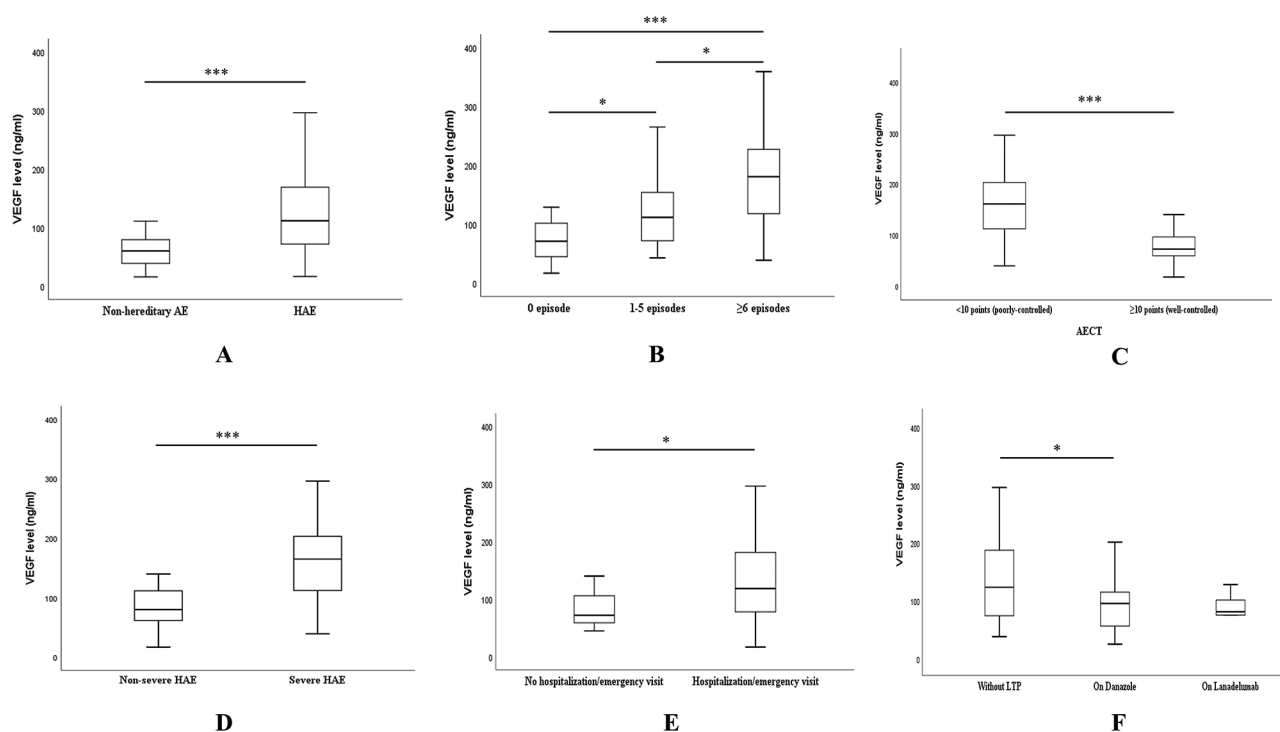 400
300
200
100
0
VEGF level (ng/ml)
***
Non-hereditary AE
HAE
A
400
300
200
100
0
VEGF level (ng/ml)
***
*
*
0 episode
1-5 episodes
≥6 episodes
B
400
300
200
100
0
VEGF level (ng/ml)
***
<10 points (poorly-controlled)
≥10 points (well-controlled)
AECT
C
400
300
200
100
0
VEGF level (ng/ml)
***
Non-severe HAE
Severe HAE
D
400
300
200
100
0
VEGF level (ng/ml)
*
No hospitalization/emergency visit
Hospitalization/emergency visit
E
400
300
200
100
0
VEGF level (ng/ml)
*
Without LTP
On Danazole
On Lanadelumab
F